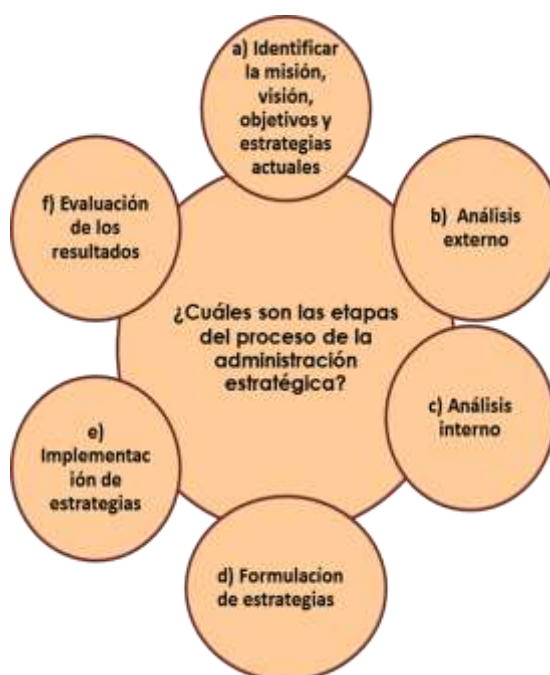 a) Identificar
la misión,
visión,
objetivos y
estrategias
actuales
b) Análisis
externo
c) Análisis
interno
d) Formulacion
de estrategias
e)
Implementac
ión de
estrategias
f) Evaluación
de los
resultados
¿Cuáles son las etapas
del proceso de la
administración
estratégica?